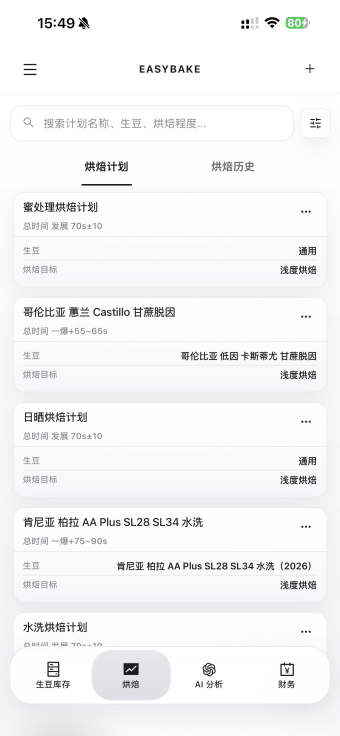 15:49
80
EASYBAKE
搜索计划名称、生豆、烘焙程度...
烘焙计划 烘焙历史
蜜处理烘焙计划
总时间 发展 70s±10
生豆 通用
烘焙目标 浅度烘焙
哥伦比亚 蕙兰 Castillo 甘蔗脱因
总时间 一爆+55~65s
生豆 哥伦比亚 低因 卡斯蒂尤 甘蔗脱因
烘焙目标 浅度烘焙
日晒烘焙计划
总时间 发展 70s±10
生豆 通用
烘焙目标 浅度烘焙
肯尼亚 柏拉 AA Plus SL28 SL34 水洗
总时间 一爆+75~90s
生豆 肯尼亚 柏拉 AA Plus SL28 SL34 水洗（2026）
烘焙目标 浅度烘焙
水洗烘焙计划
总时间 发展 70s±10
生豆库存 烘焙 AI 分析 财务